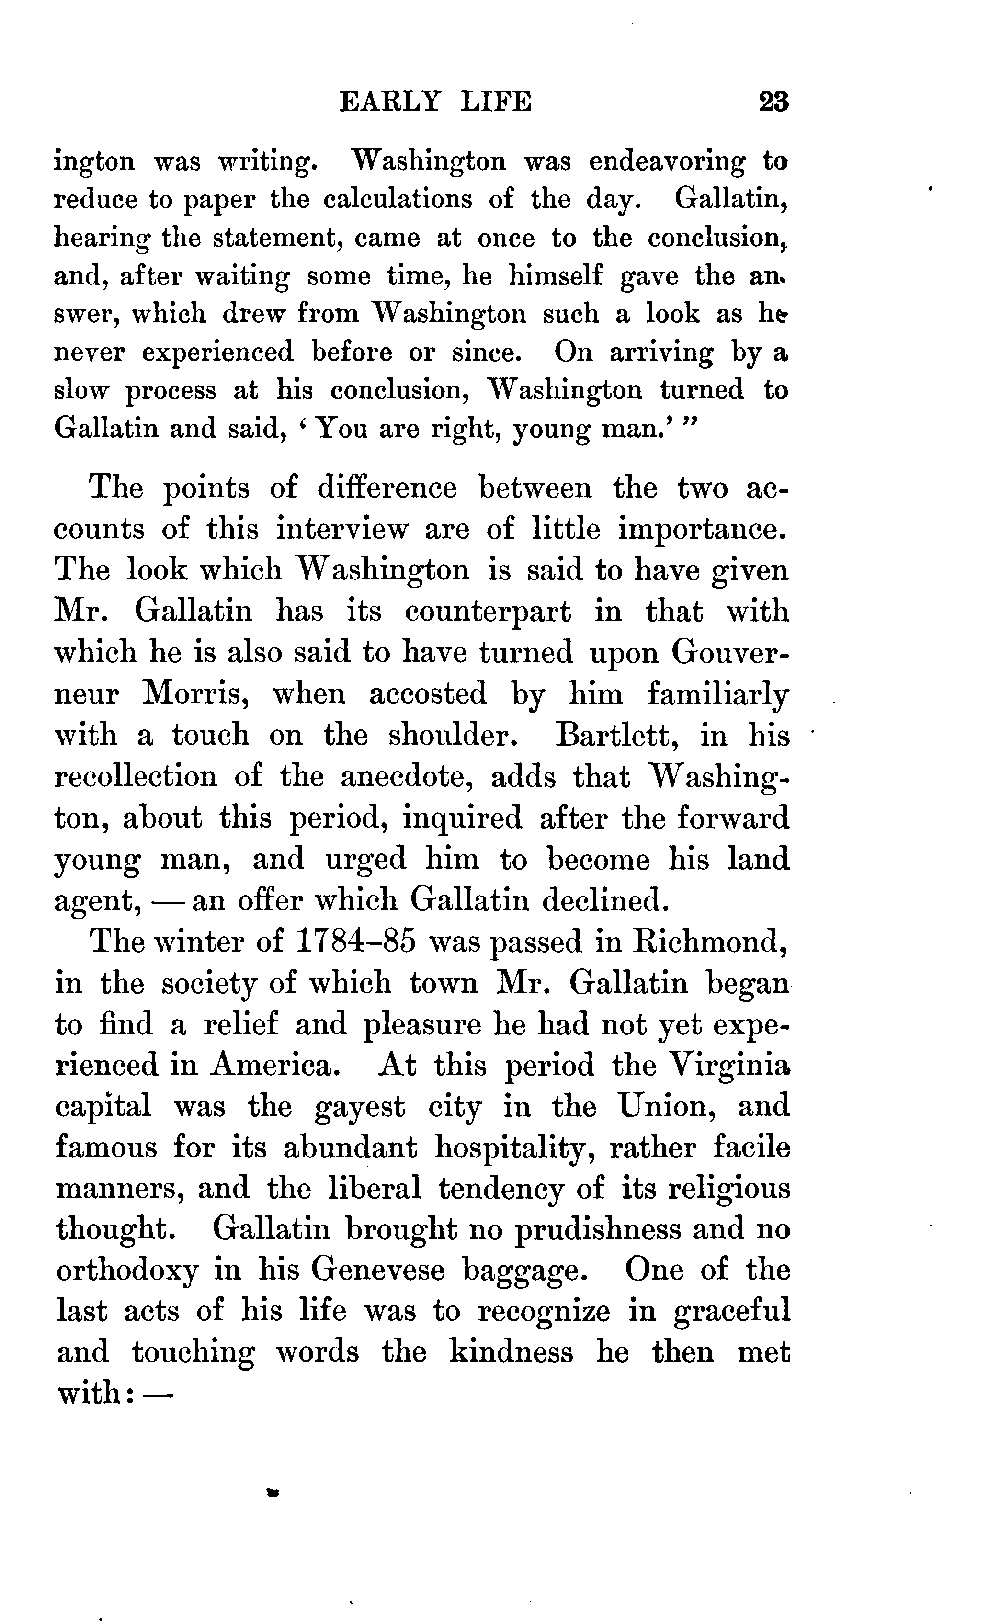 EARLY LIFE 23
ington was writing. Washington was endeavoring to
reduce to paper the calculations of the day. Gallatin,
hearing the statement, came at once to the conclusion,
and, after waiting some time, he himself gave the an-
swer, which drew from Washington such a look as he
never experienced before or since. On arriving by a
slow process at his conclusion, Washington turned to
Gallatin and said, ‘ You are right, young man.’ ”
The points of difference between the two ac-
counts of this interview are of little importance.
The look which Washington is said to have given
Mr. Gallatin has its counterpart in that with
which he is also said to have turned upon Gouver-
neur Morris, when accosted by him familiarly
with a touch on the shoulder. Bartlett, in his
recollection of the anecdote, adds that Washing-
ton, about this period, inquired after the forward
young man, and urged him to become his land
agent, — an offer which Gallatin declined.
The winter of 1784–85 was passed in Richmond,
in the society of which town Mr. Gallatin began
to find a relief and pleasure he had not yet expe-
rienced in America. At this period the Virginia
capital was the gayest city in the Union, and
famous for its abundant hospitality, rather facile
manners, and the liberal tendency of its religious
thought. Gallatin brought no prudishness and no
orthodoxy in his Genevese baggage. One of the
last acts of his life was to recognize in graceful
and touching words the kindness he then met
with: —